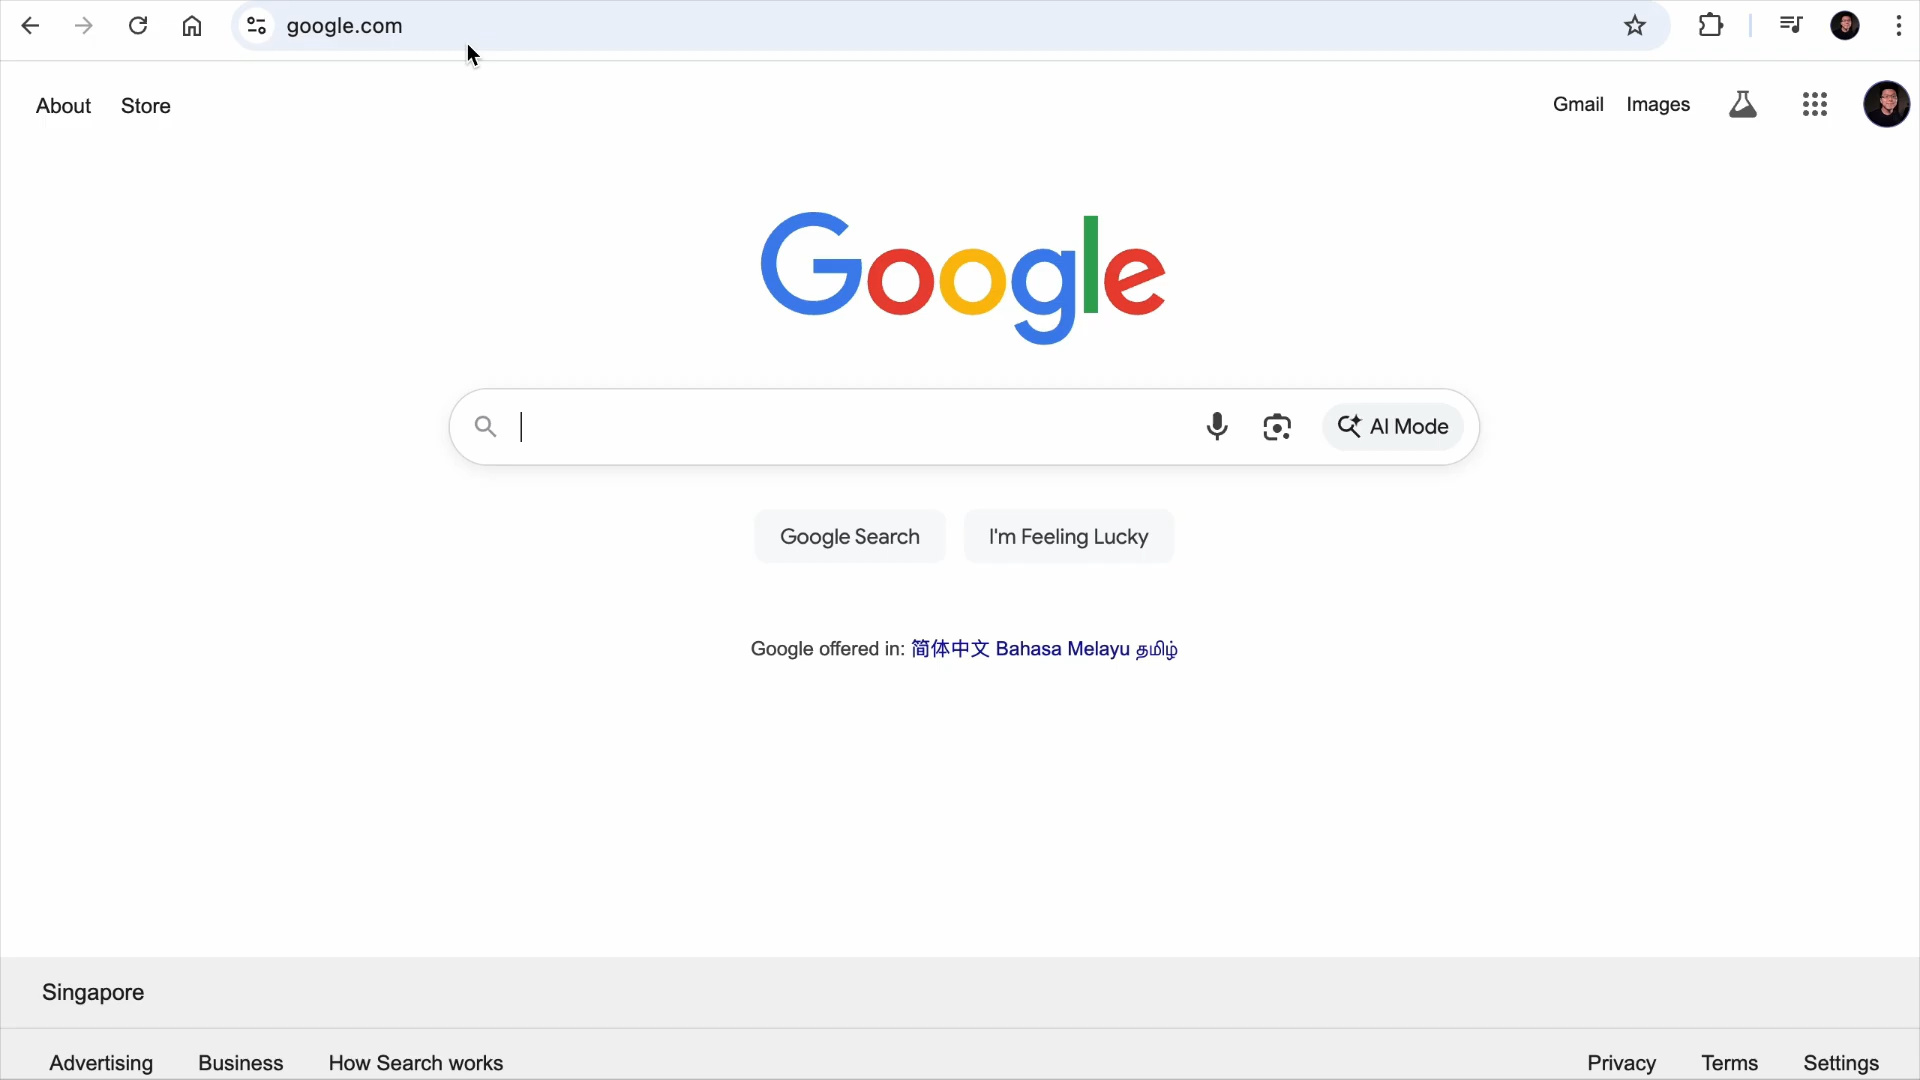 google.com
About Store Gmail Images
Google
AI Mode
Google Search I'm Feeling Lucky
Google offered in: 简体中文 Bahasa Melayu தமிழ்
Singapore
Advertising Business How Search works Privacy Terms Settings